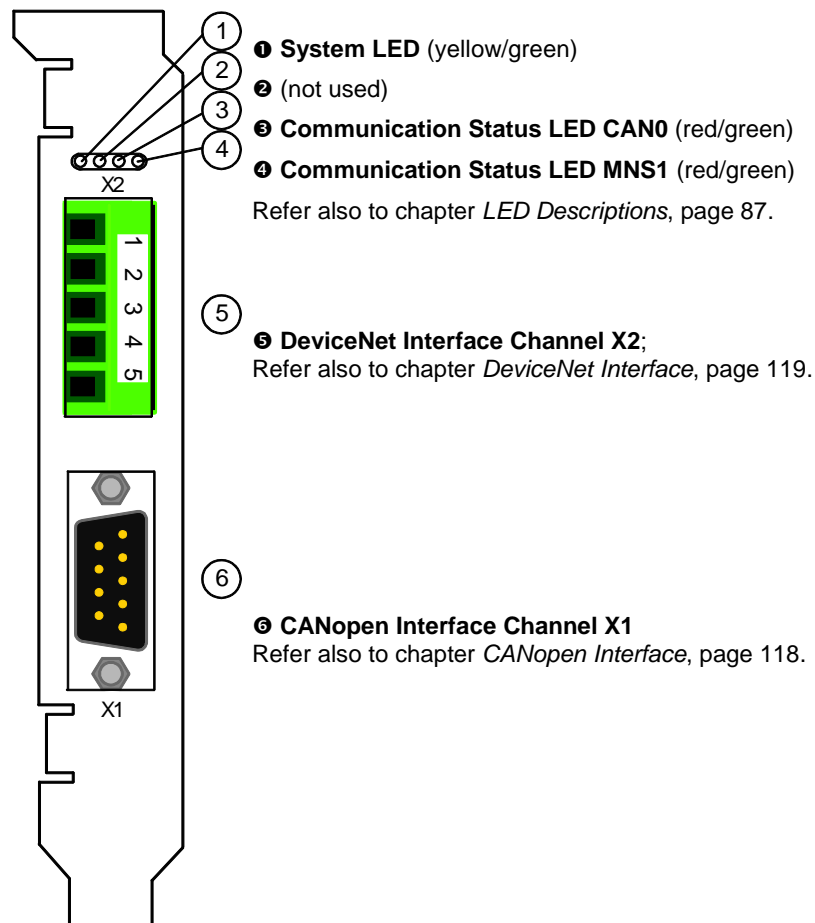 1
2
3
4
❶ System LED (yellow/green)
❷ (not used)
❸ Communication Status LED CAN0 (red/green)
❹ Communication Status LED MNS1 (red/green)
Refer also to chapter LED Descriptions, page 87.
X2
1
2
3
4
5
5
❺ DeviceNet Interface Channel X2;
Refer also to chapter DeviceNet Interface, page 119.
6
❻ CANopen Interface Channel X1
Refer also to chapter CANopen Interface, page 118.
X1